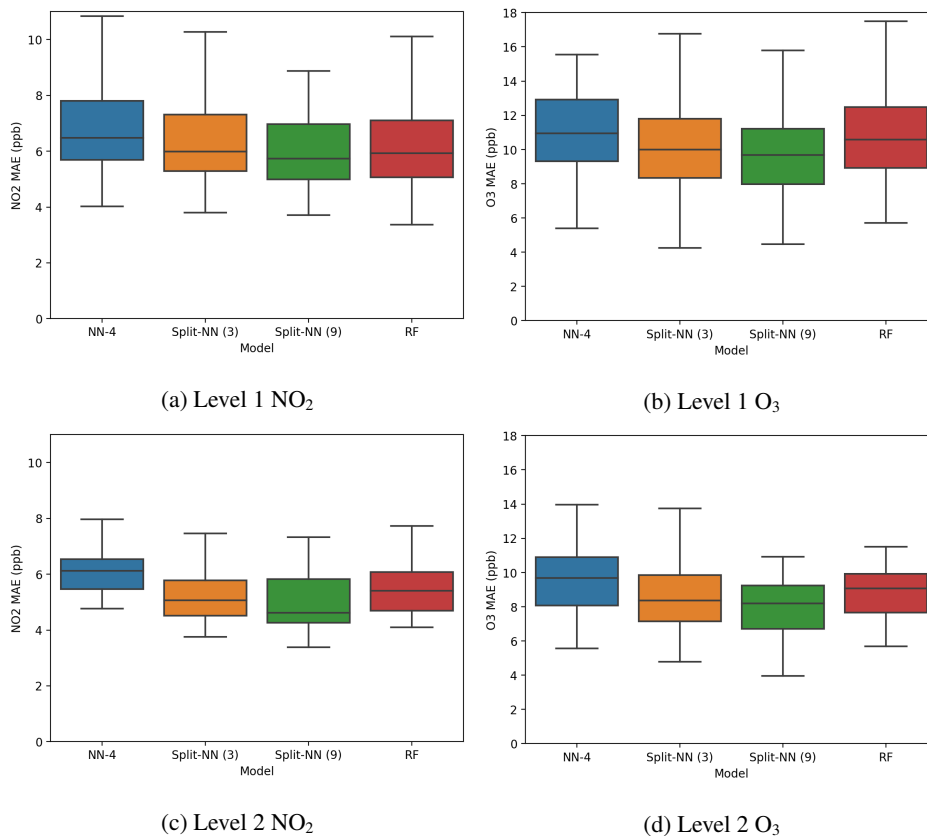 10
8
6
4
2
0
NO2 MAE (ppb)
NN-4 Split-NN (3) Split-NN (9) RF
Model
(a) Level 1 NO₂
18
16
14
12
10
8
6
4
2
0
O3 MAE (ppb)
NN-4 Split-NN (3) Split-NN (9) RF
Model
(b) Level 1 O₃
10
8
6
4
2
0
NO2 MAE (ppb)
NN-4 Split-NN (3) Split-NN (9) RF
Model
(c) Level 2 NO₂
18
16
14
12
10
8
6
4
2
0
O3 MAE (ppb)
NN-4 Split-NN (3) Split-NN (9) RF
Model
(d) Level 2 O₃